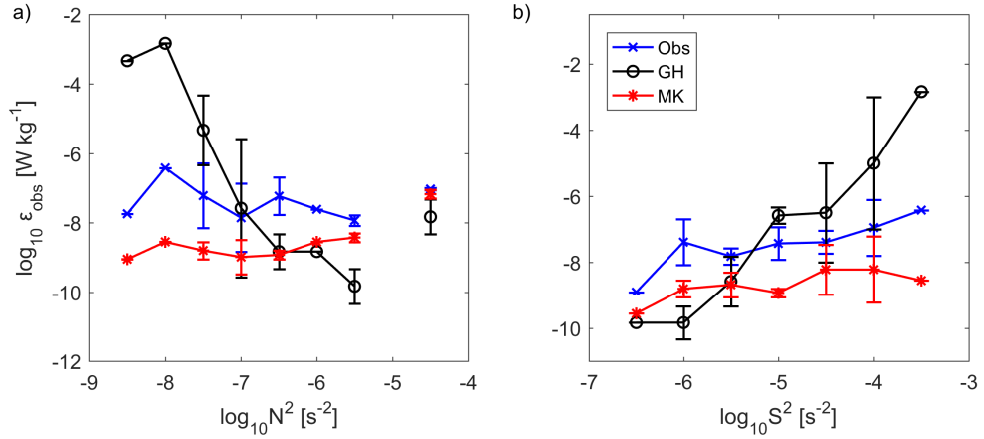 a)
log₁₀ ε_obs [W kg⁻¹]
-2
-4
-6
-8
-10
-12
-9
-8
-7
-6
-5
-4
log₁₀N² [s⁻²]
b)
Obs
GH
MK
-2
-4
-6
-8
-10
-7
-6
-5
-4
-3
log₁₀S² [s⁻²]